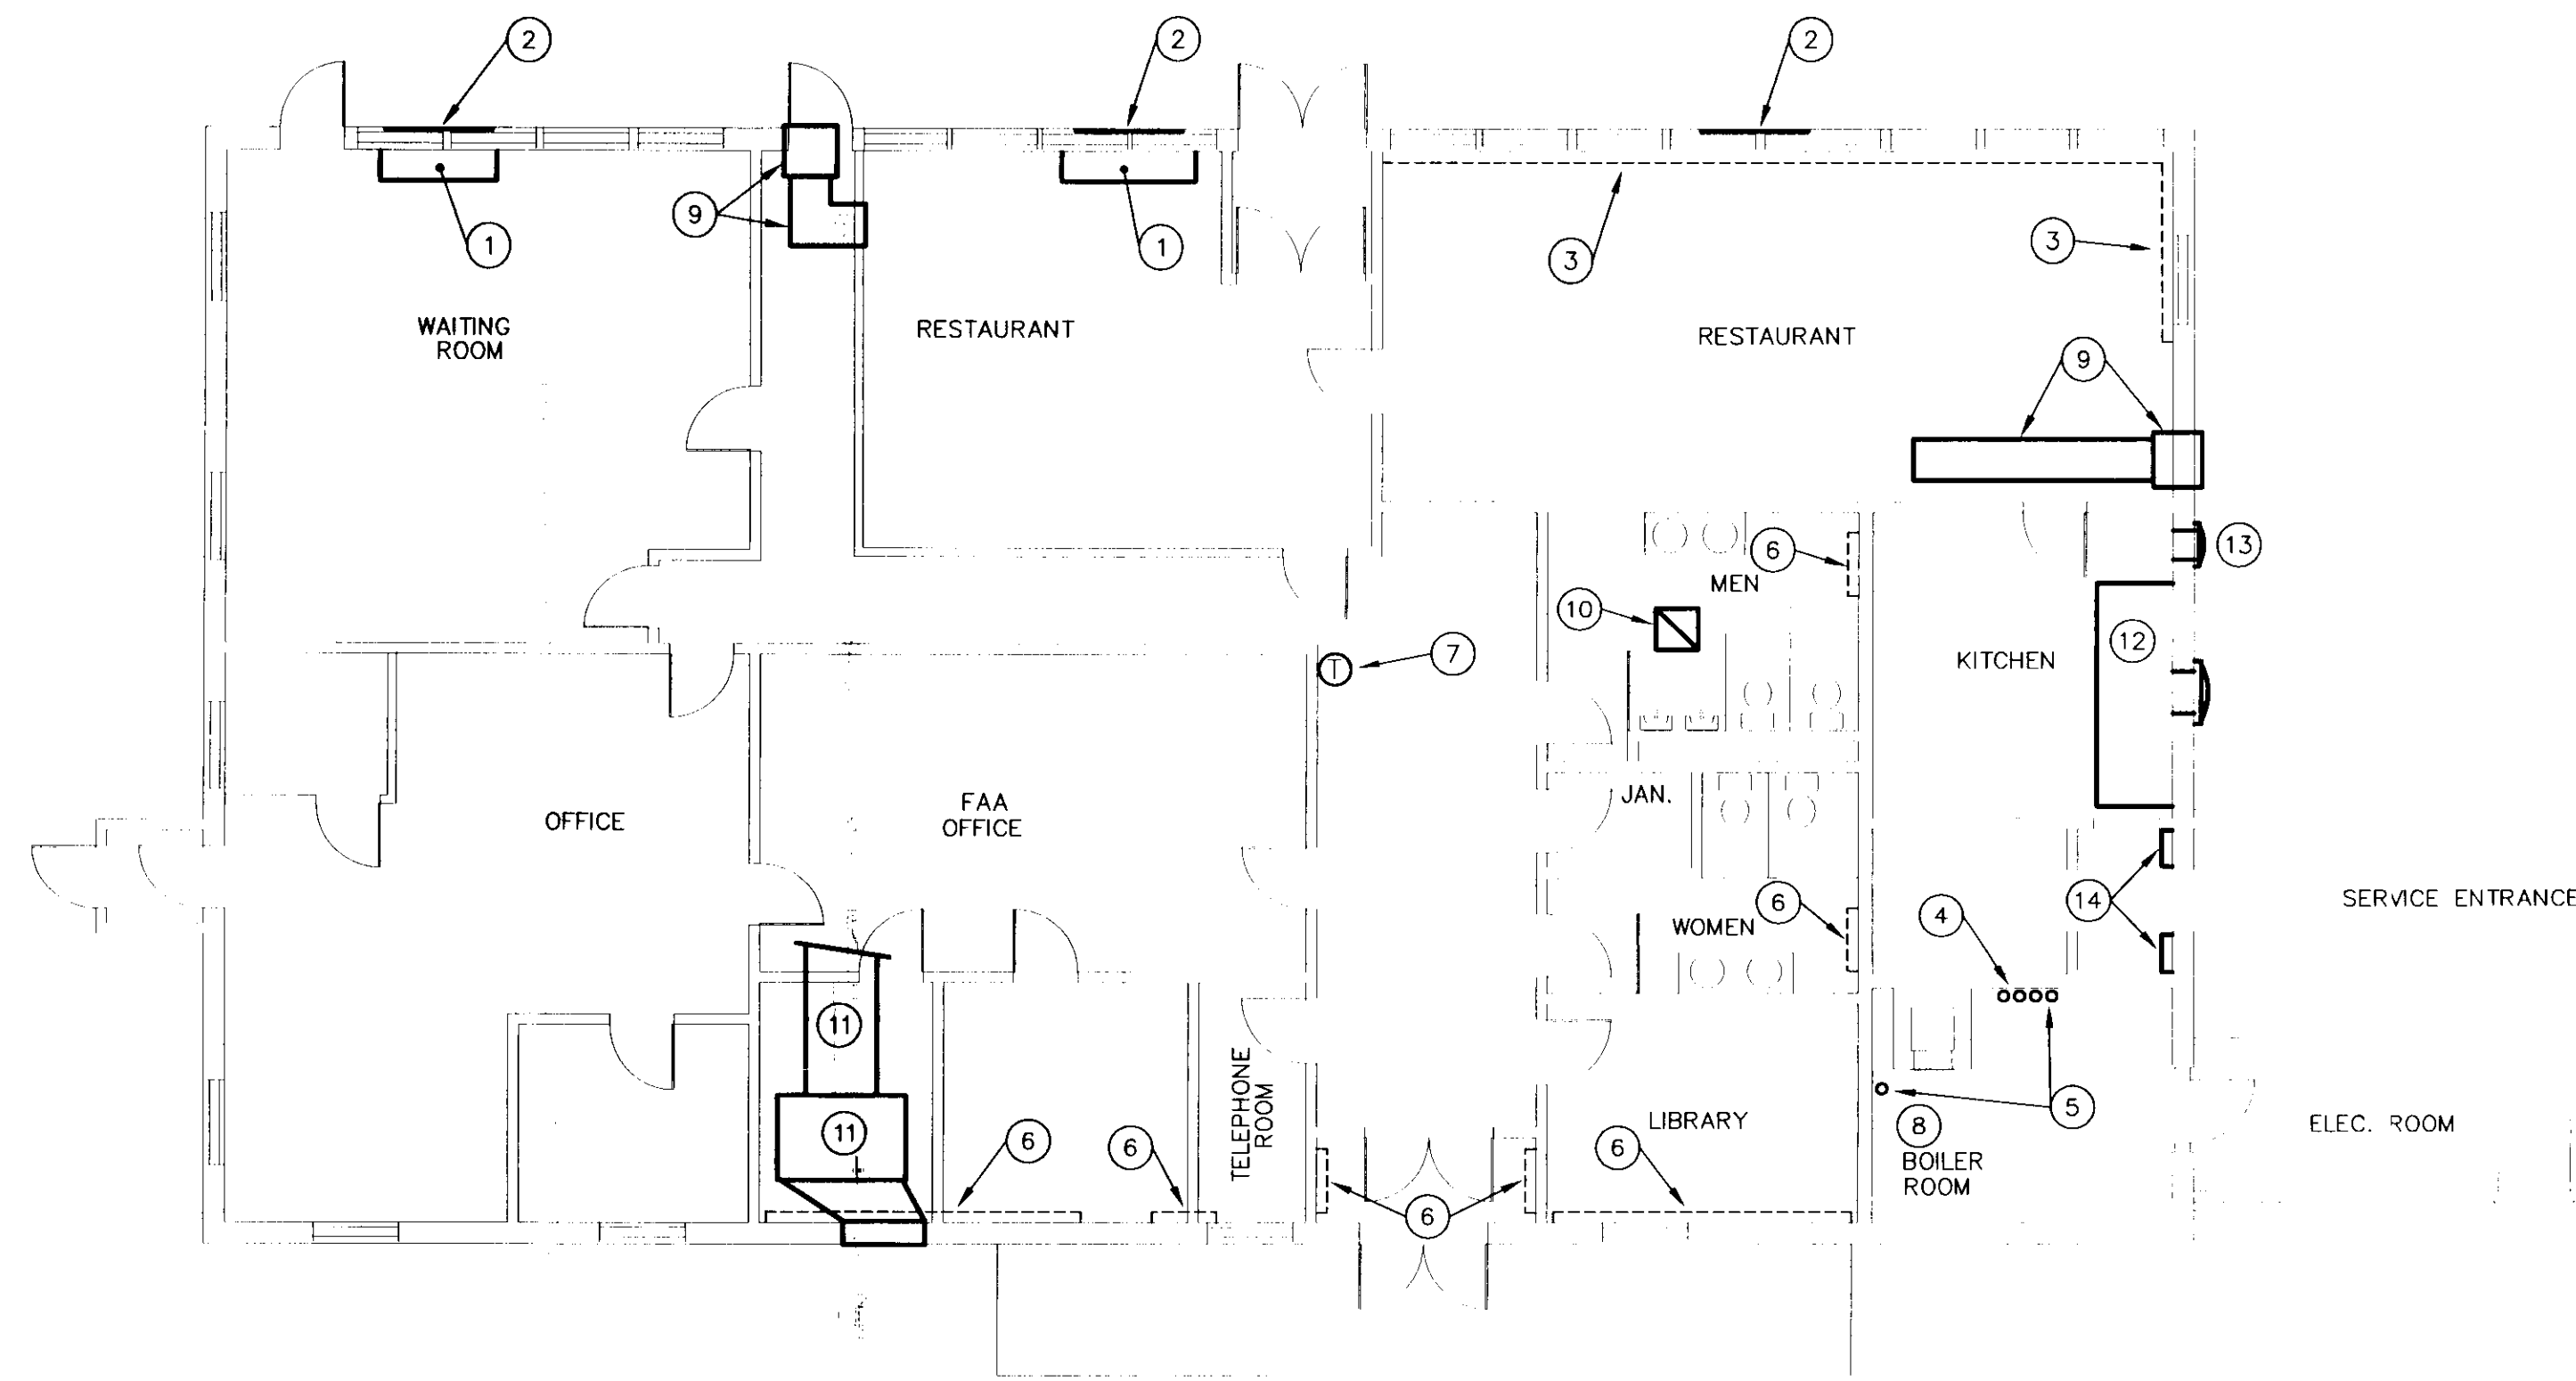 2
2
2
1
9
1
3
3
WAITING
ROOM
RESTAURANT
RESTAURANT
9
13
6
MEN
10
12
7
T
KITCHEN
JAN.
FAA
OFFICE
OFFICE
6
14
4
SERVICE ENTRANCE
WOMEN
11
TELEPHONE
ROOM
5
LIBRARY
8
ELEC. ROOM
11
6
6
6
BOILER
ROOM
6